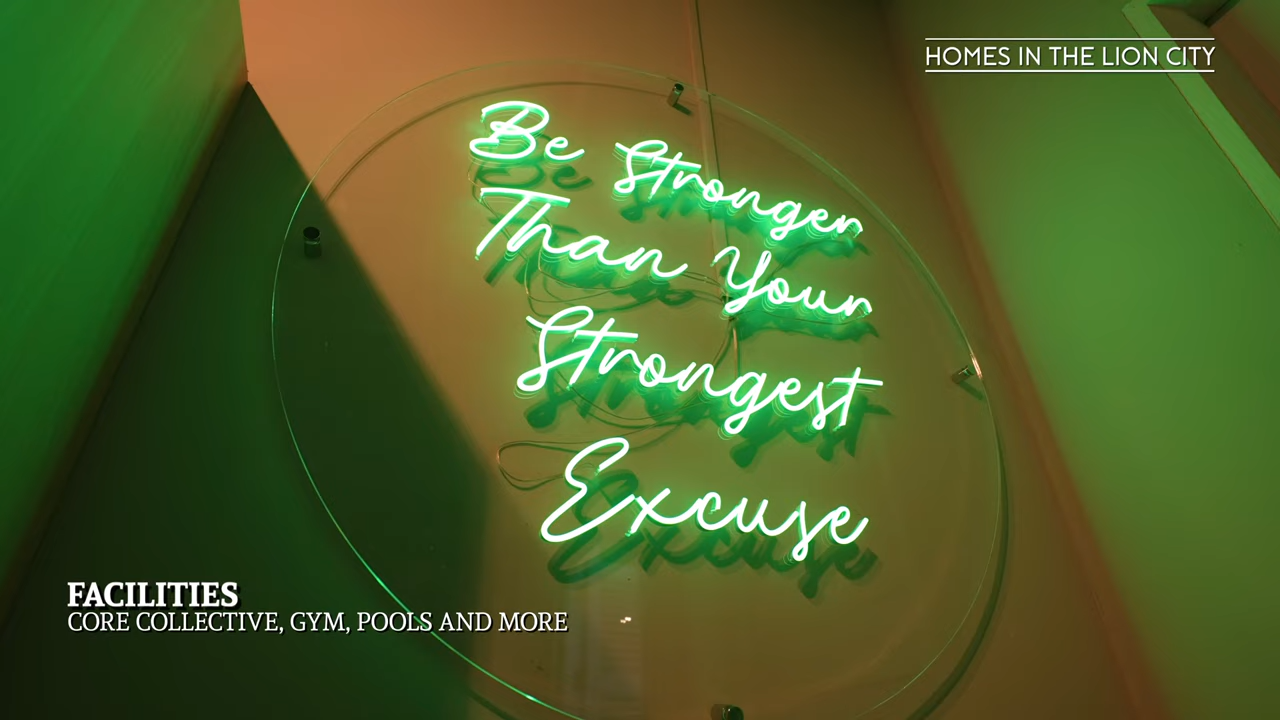 HOMES IN THE LION CITY
Be Stronger
Than Your
Strongest
Excuse
FACILITIES
CORE COLLECTIVE, GYM, POOLS AND MORE